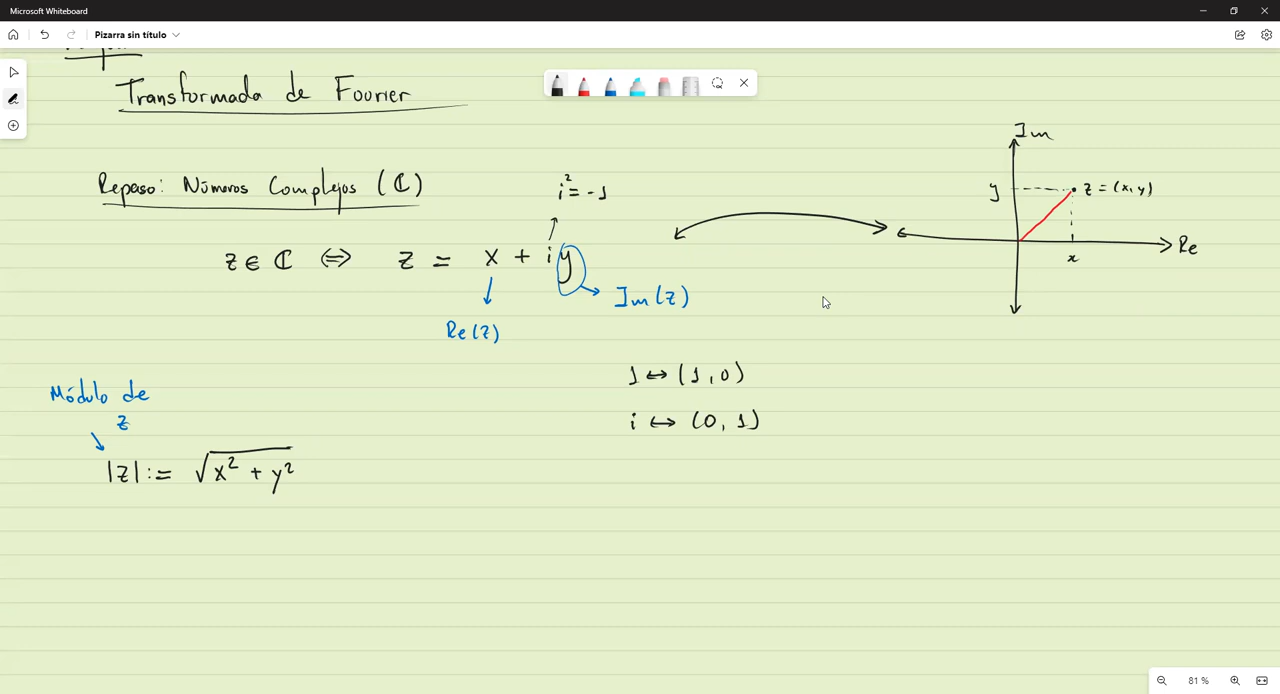 Microsoft Whiteboard
Pizarra sin título
Transformada de Fourier
Im
Repaso: Números Complejos (ℂ)
i² = -1
y
z = (x, y)
z ∈ ℂ ⇔ z = x + iy
Re
x
Im(z)
Re(z)
1 ↔ (1, 0)
Módulo de
z
i ↔ (0, 1)
|z| := √x² + y²
81 %